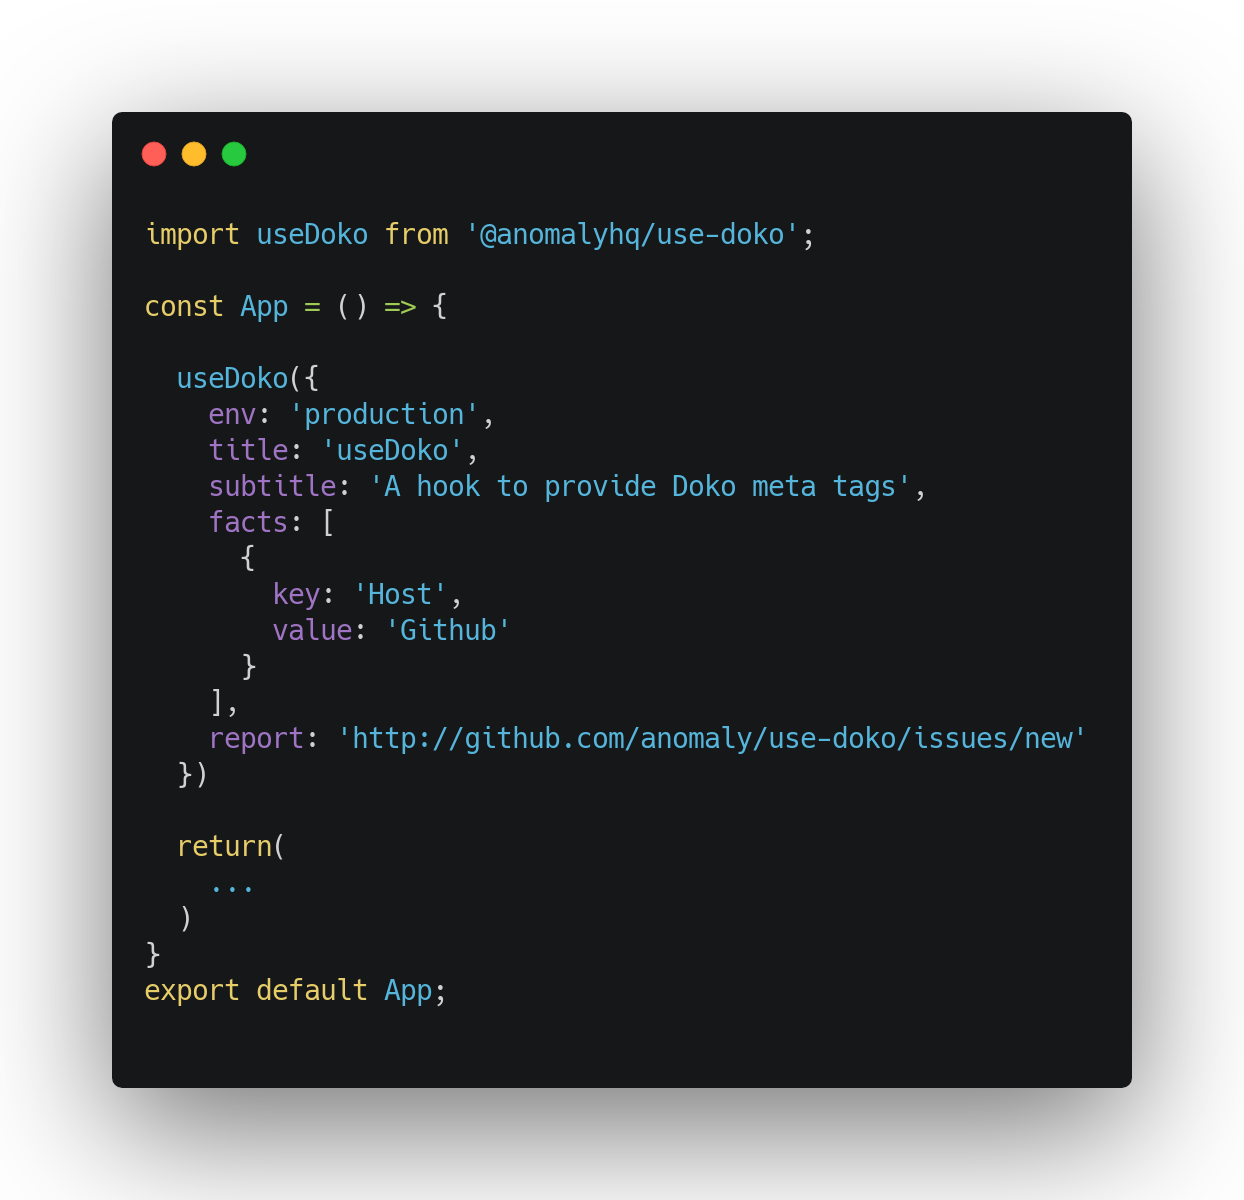 import useDoko from '@anomalyhq/use-doko';

const App = () => {

  useDoko({
    env: 'production',
    title: 'useDoko',
    subtitle: 'A hook to provide Doko meta tags',
    facts: [
      {
        key: 'Host',
        value: 'Github'
      }
    ],
    report: 'http://github.com/anomaly/use-doko/issues/new'
  })

  return(
    ...
  )
}
export default App;